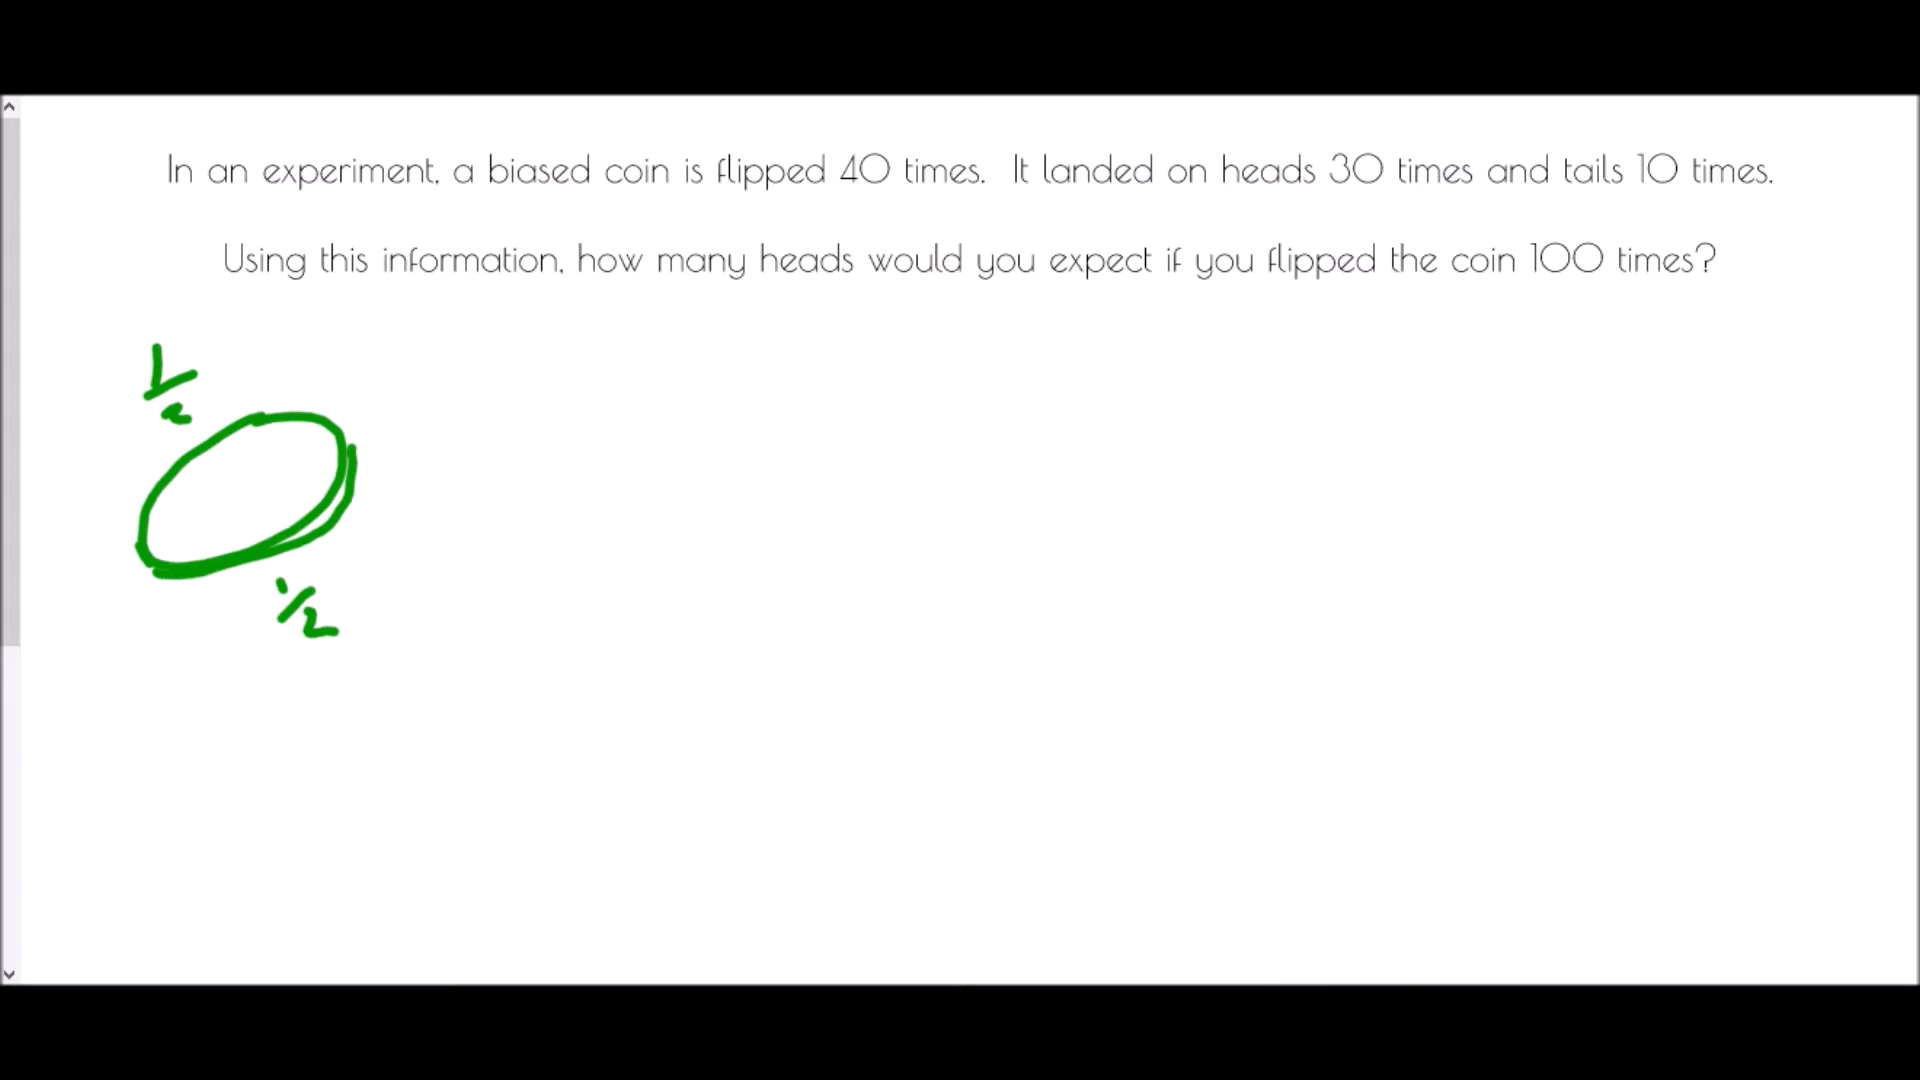 In an experiment, a biased coin is flipped 40 times. It landed on heads 30 times and tails 10 times.
Using this information, how many heads would you expect if you flipped the coin 100 times?
1/2
1/2